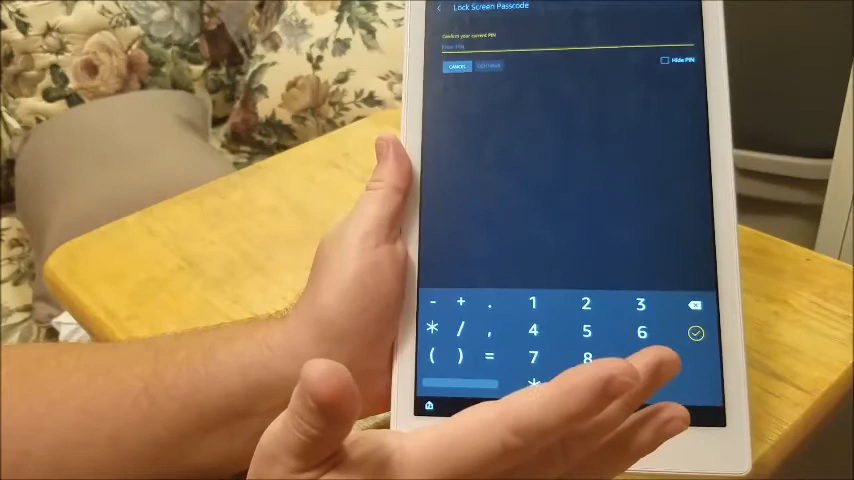 Lock Screen Passcode
Confirm your current PIN
Enter PIN
CANCEL CONTINUE
Hide PIN
- + . 1 2 3
* / , 4 5 6
( ) = 7 8
*